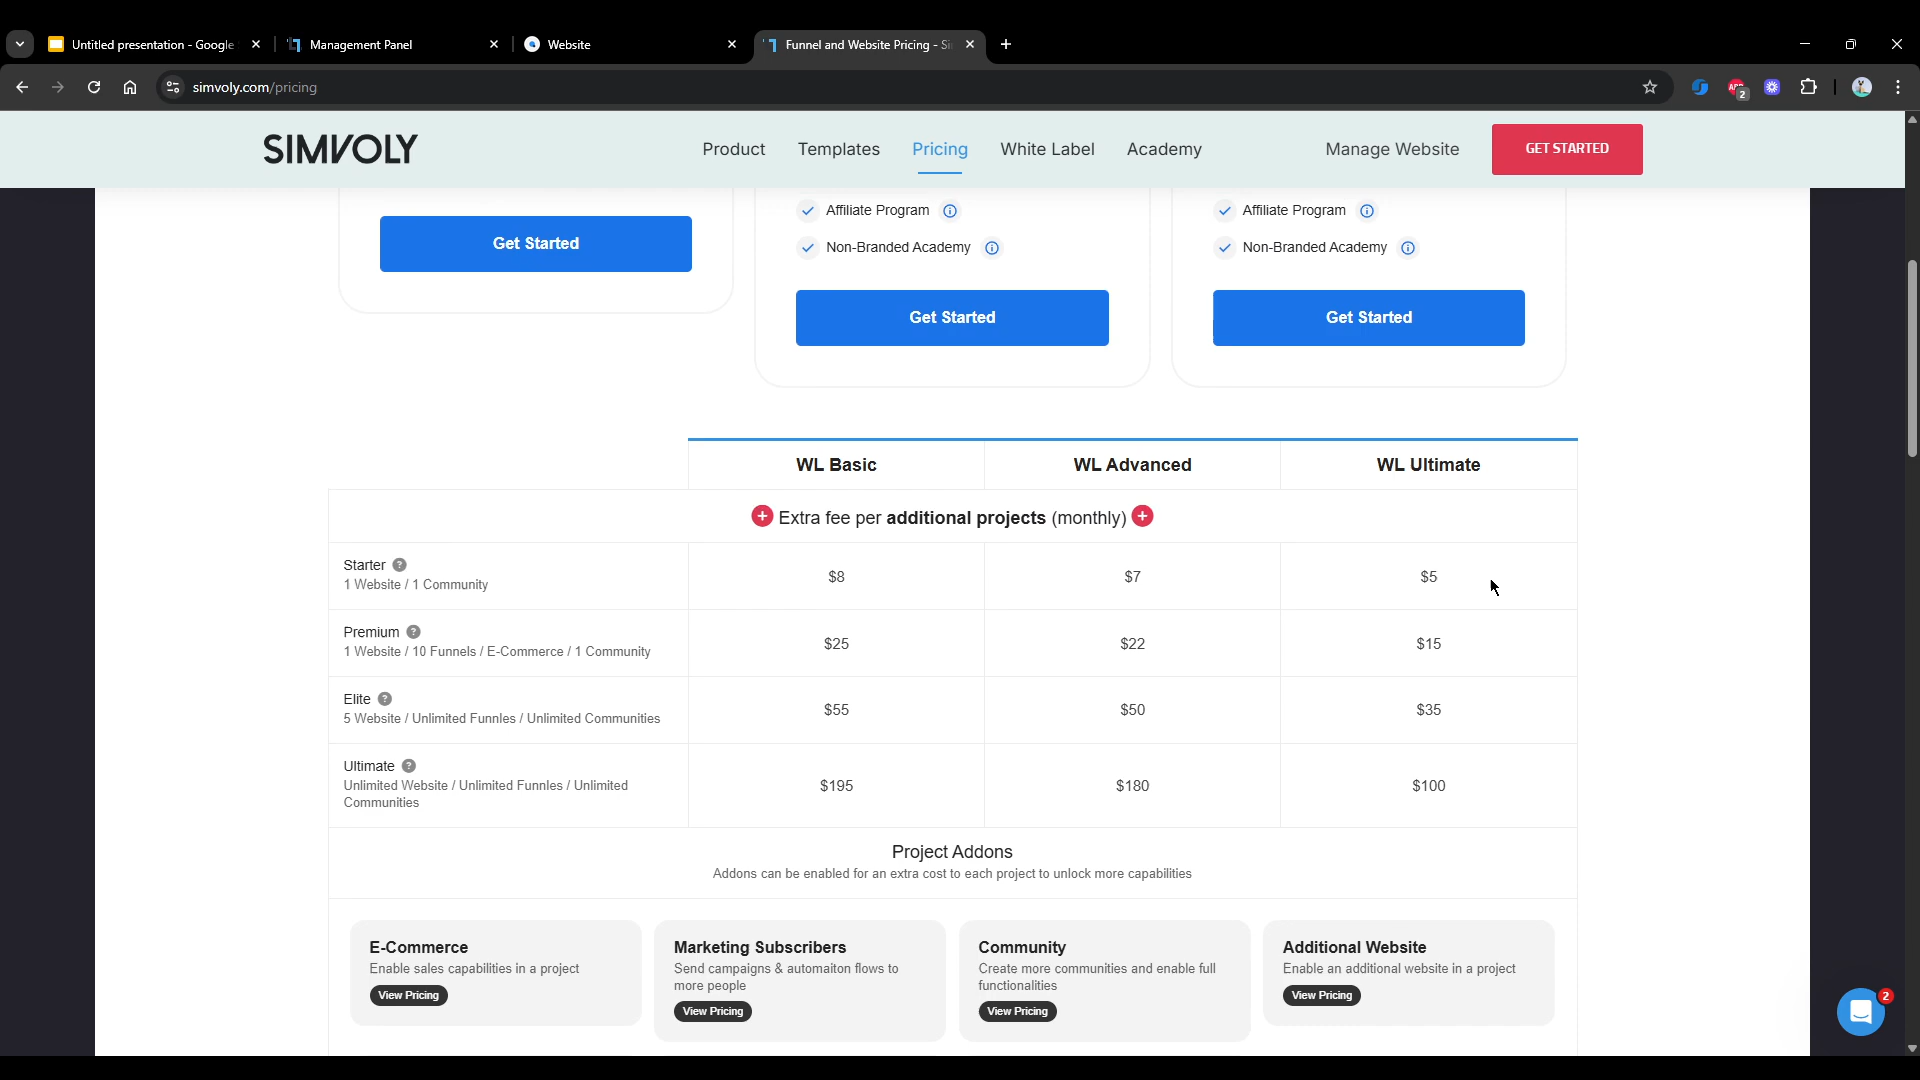 Untitled presentation - Google
Management Panel
Website
Funnel and Website Pricing - Si
simvoly.com/pricing
2
SIMVOLY
Product
Templates
Pricing
White Label
Academy
Manage Website
GET STARTED
Affiliate Program
Affiliate Program
Get Started
Non-Branded Academy
Non-Branded Academy
Get Started
Get Started
WL Basic
WL Advanced
WL Ultimate
Extra fee per additional projects (monthly)
Starter
1 Website / 1 Community
$8
$7
$5
Premium
1 Website / 10 Funnels / E-Commerce / 1 Community
$25
$22
$15
Elite
5 Website / Unlimited Funnles / Unlimited Communities
$55
$50
$35
Ultimate
Unlimited Website / Unlimited Funnles / Unlimited
Communities
$195
$180
$100
Project Addons
Addons can be enabled for an extra cost to each project to unlock more capabilities
E-Commerce
Enable sales capabilities in a project
View Pricing
Marketing Subscribers
Send campaigns & automaiton flows to
more people
View Pricing
Community
Create more communities and enable full
functionalities
View Pricing
Additional Website
Enable an additional website in a project
View Pricing
2